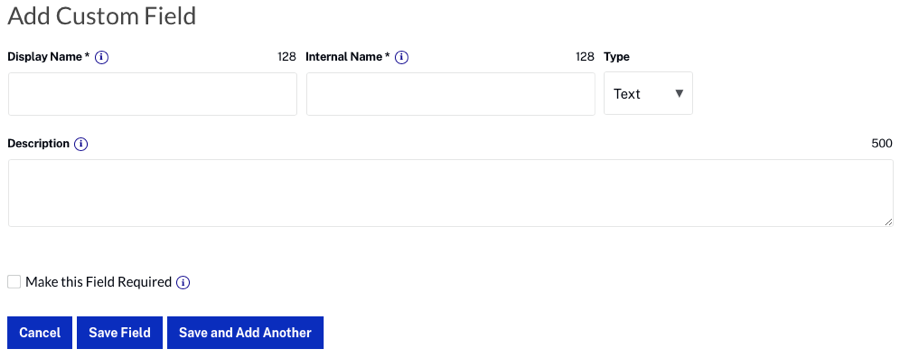 Add Custom Field
Display Name * i 128 Internal Name * i 128 Type
Text ▼
Description i 500
Make this Field Required i
Cancel Save Field Save and Add Another